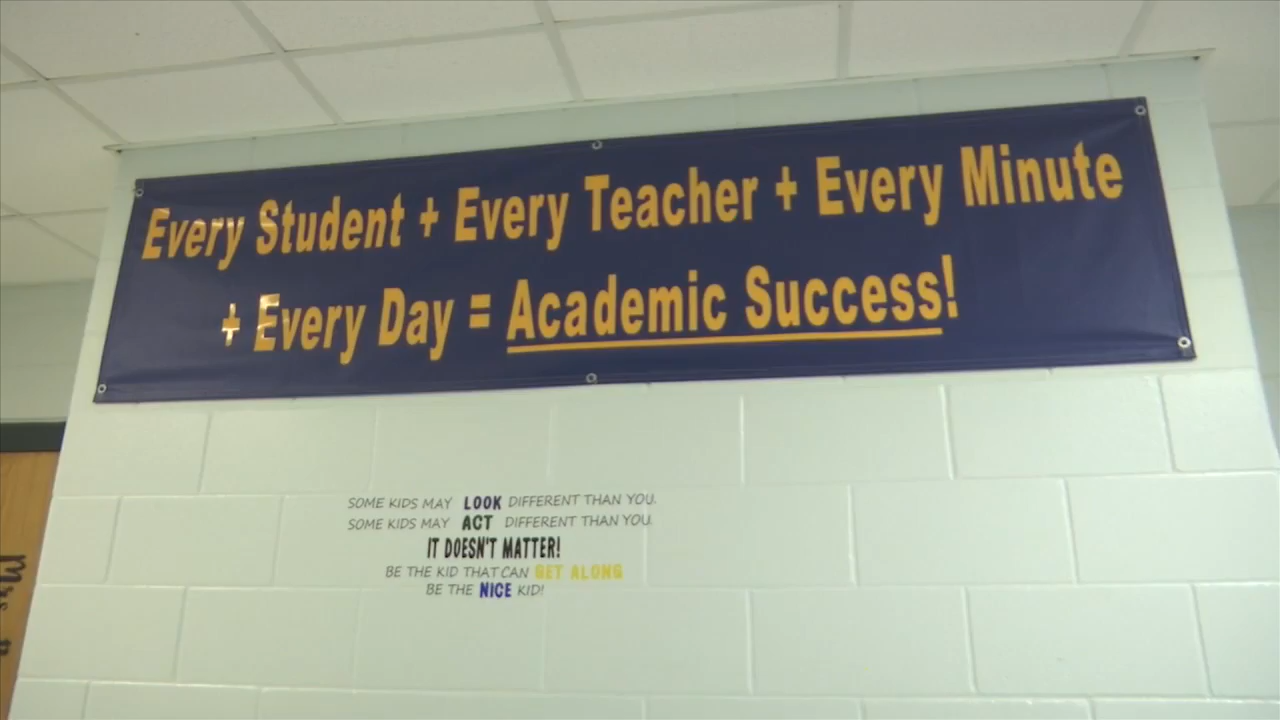 Every Student + Every Teacher + Every Minute
+ Every Day = Academic Success!
SOME KIDS MAY LOOK DIFFERENT THAN YOU.
SOME KIDS MAY ACT DIFFERENT THAN YOU.
IT DOESN'T MATTER!
BE THE KID THAT CAN GET ALONG
BE THE NICE KID!